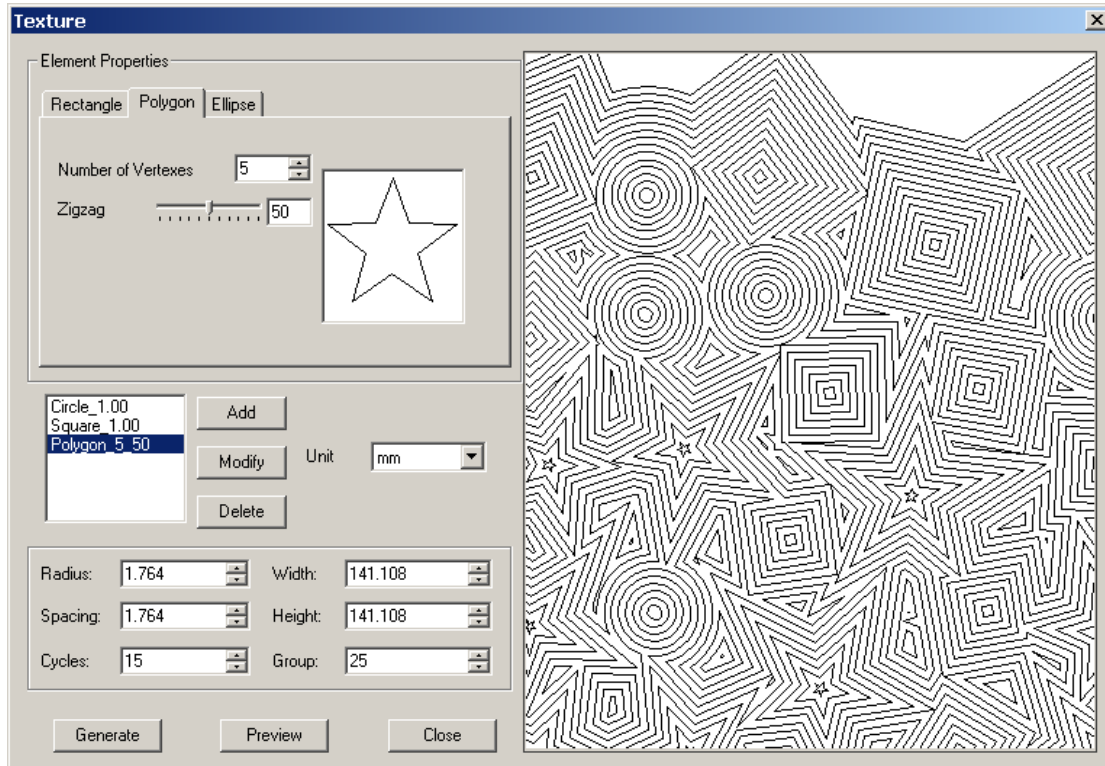 Texture
Element Properties
Rectangle Polygon Ellipse
Number of Vertexes 5
Zigzag 50
Circle_1.00
Square_1.00
Polygon_5_50
Add
Modify
Delete
Unit mm
Radius: 1.764 Width: 141.108
Spacing: 1.764 Height: 141.108
Cycles: 15 Group: 25
Generate Preview Close